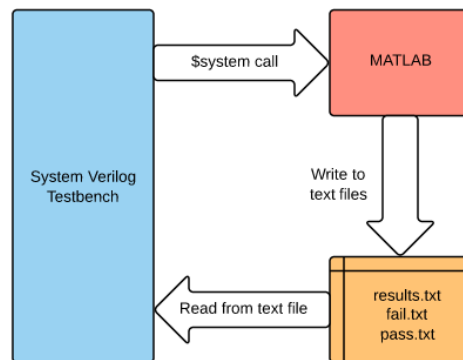 $system call
MATLAB
System Verilog
Testbench
Write to
text files
Read from text file
results.txt
fail.txt
pass.txt